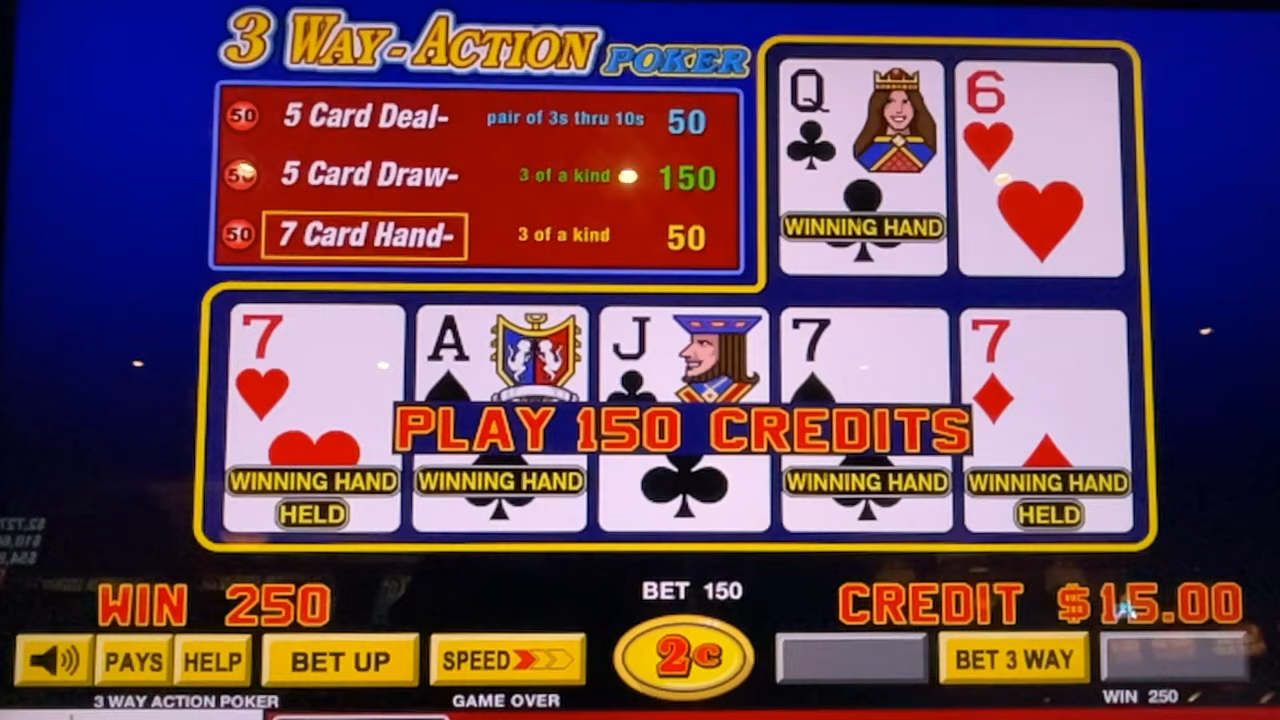 3 WAY-ACTION POKER
50 5 Card Deal- pair of 3s thru 10s 50
5 Card Draw- 3 of a kind 150
50 7 Card Hand- 3 of a kind 50
Q 6
WINNING HAND
7 A J 7 7
PLAY 150 CREDITS
WINNING HAND WINNING HAND WINNING HAND WINNING HAND
HELD HELD
WIN 250 BET 150 CREDIT $15.00
PAYS HELP BET UP SPEED 2¢ BET 3 WAY
3 WAY ACTION POKER GAME OVER WIN 250